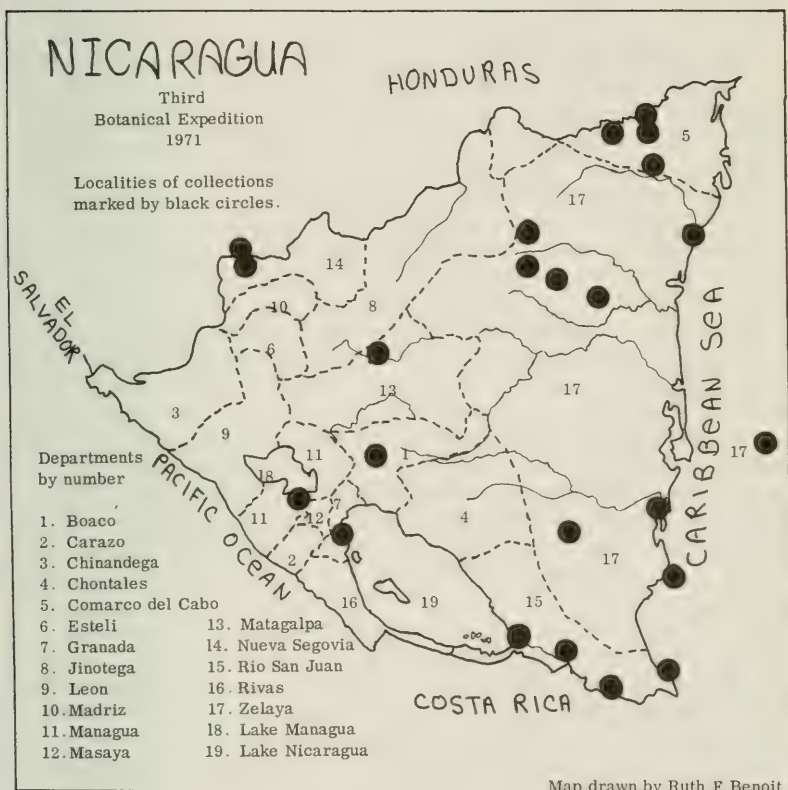 NICARAGUA
Third
Botanical Expedition
1971
Localities of collections
marked by black circles.
HONDURAS
EL
SALVADOR
PACIFIC OCEAN
CARIBBEAN SEA
COSTA RICA
5
17
14
10
8
6
3
9
13
17
11
1
17
18
7
11
12
4
17
2
16
19
15
Departments
by number
1. Boaco
2. Carazo
3. Chinandega
4. Chontales
5. Comarco del Cabo
6. Esteli
7. Granada
8. Jinotega
9. Leon
10. Madriz
11. Managua
12. Masaya
13. Matagalpa
14. Nueva Segovia
15. Rio San Juan
16. Rivas
17. Zelaya
18. Lake Managua
19. Lake Nicaragua
Map drawn by Ruth F Benoit